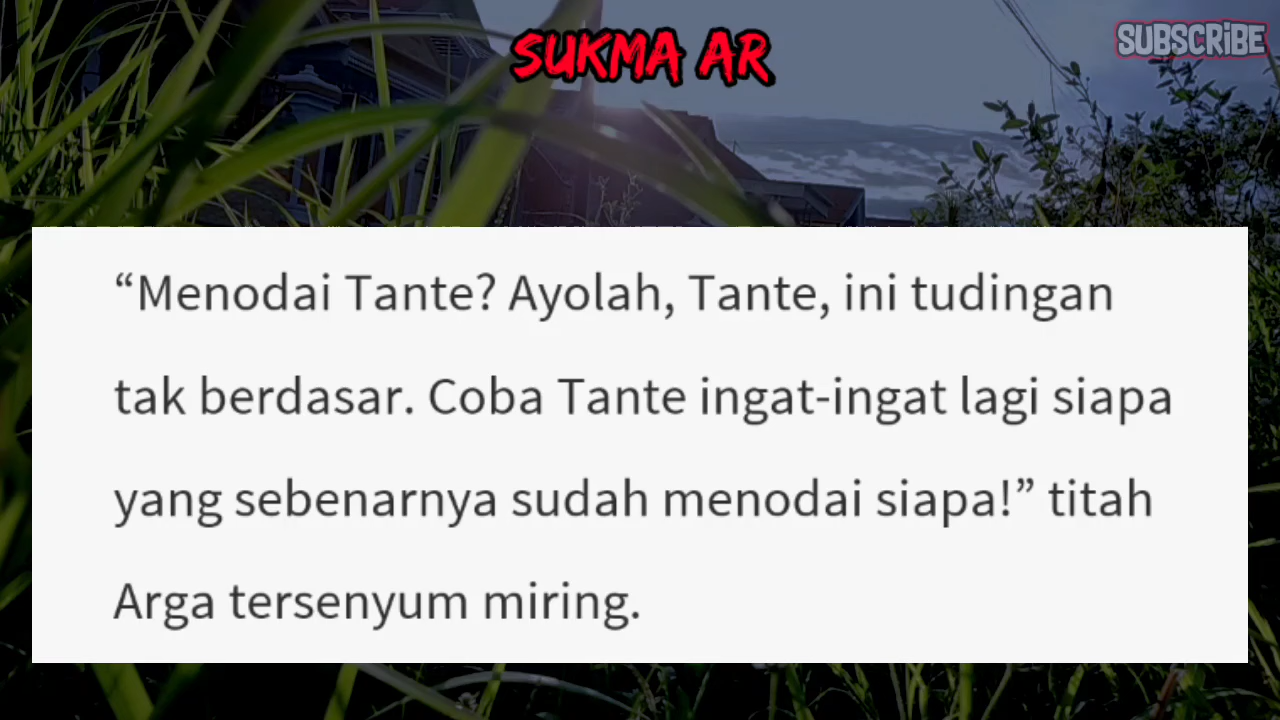 SUKMA AR
SUBSCRiBE
“Menodai Tante? Ayolah, Tante, ini tudingan
tak berdasar. Coba Tante ingat-ingat lagi siapa
yang sebenarnya sudah menodai siapa!” titah
Arga tersenyum miring.